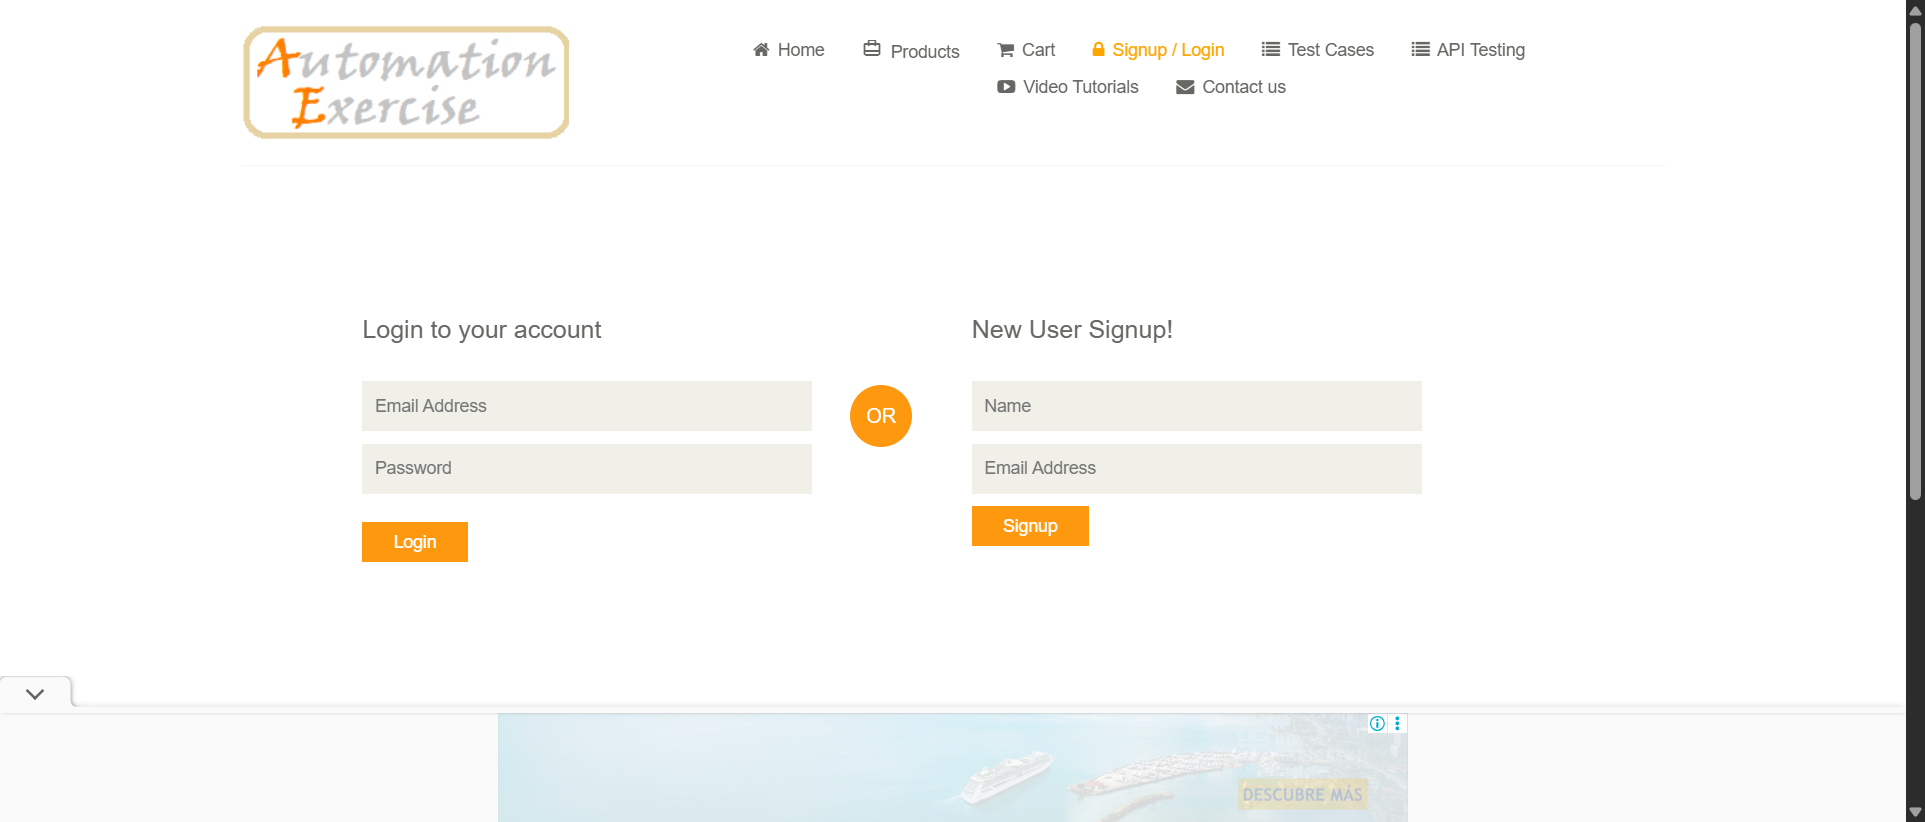 Automation
Exercise
Home Products Cart Signup / Login Test Cases API Testing
Video Tutorials Contact us
Login to your account
Email Address
Password
Login
OR
New User Signup!
Name
Email Address
Signup
DESCUBRE MÁS